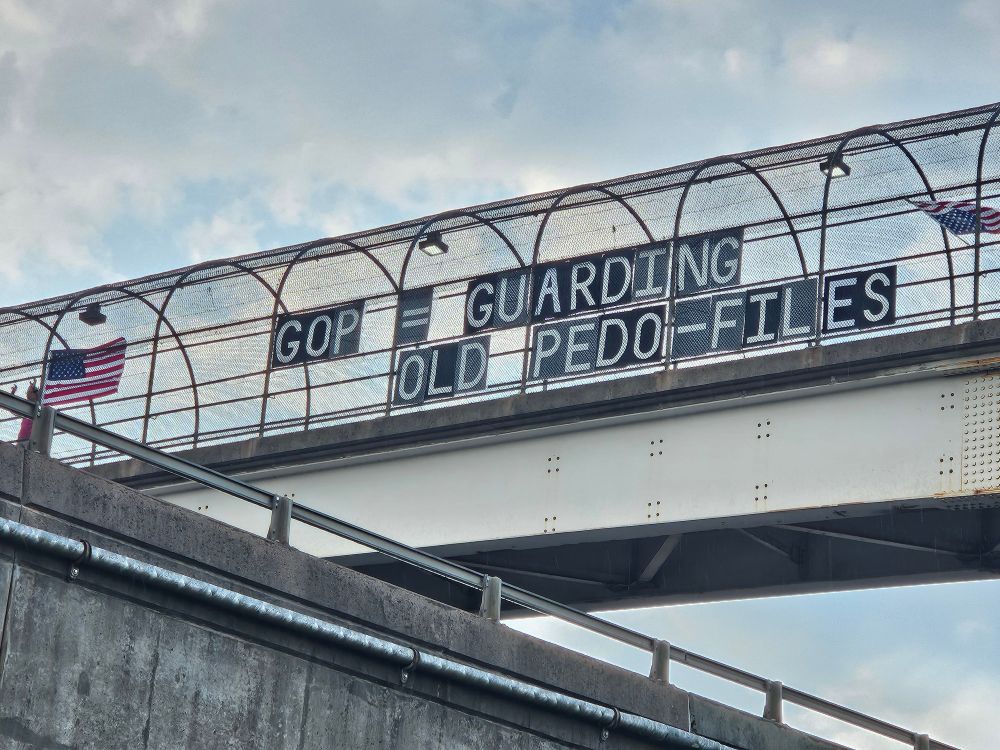 GOP = GUARDING
OLD PEDO-FILES